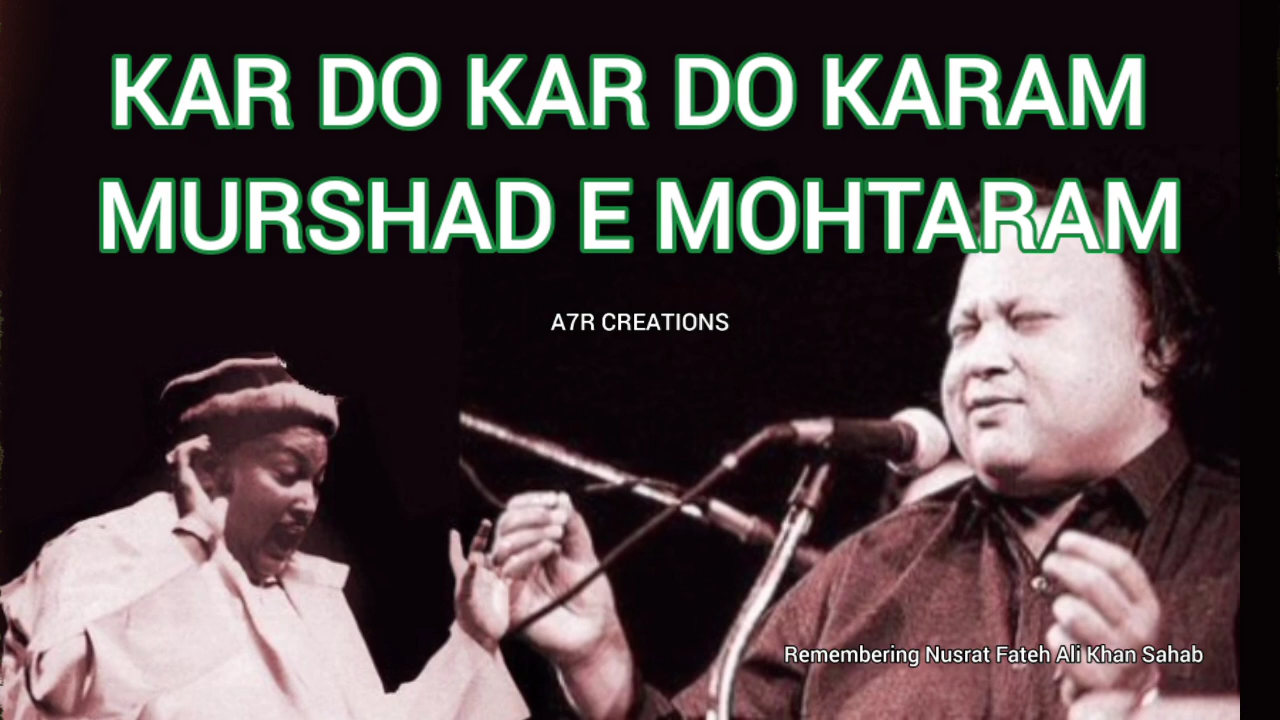 KAR DO KAR DO KARAM
MURSHAD E MOHTARAM
A7R CREATIONS
Remembering Nusrat Fateh Ali Khan Sahab